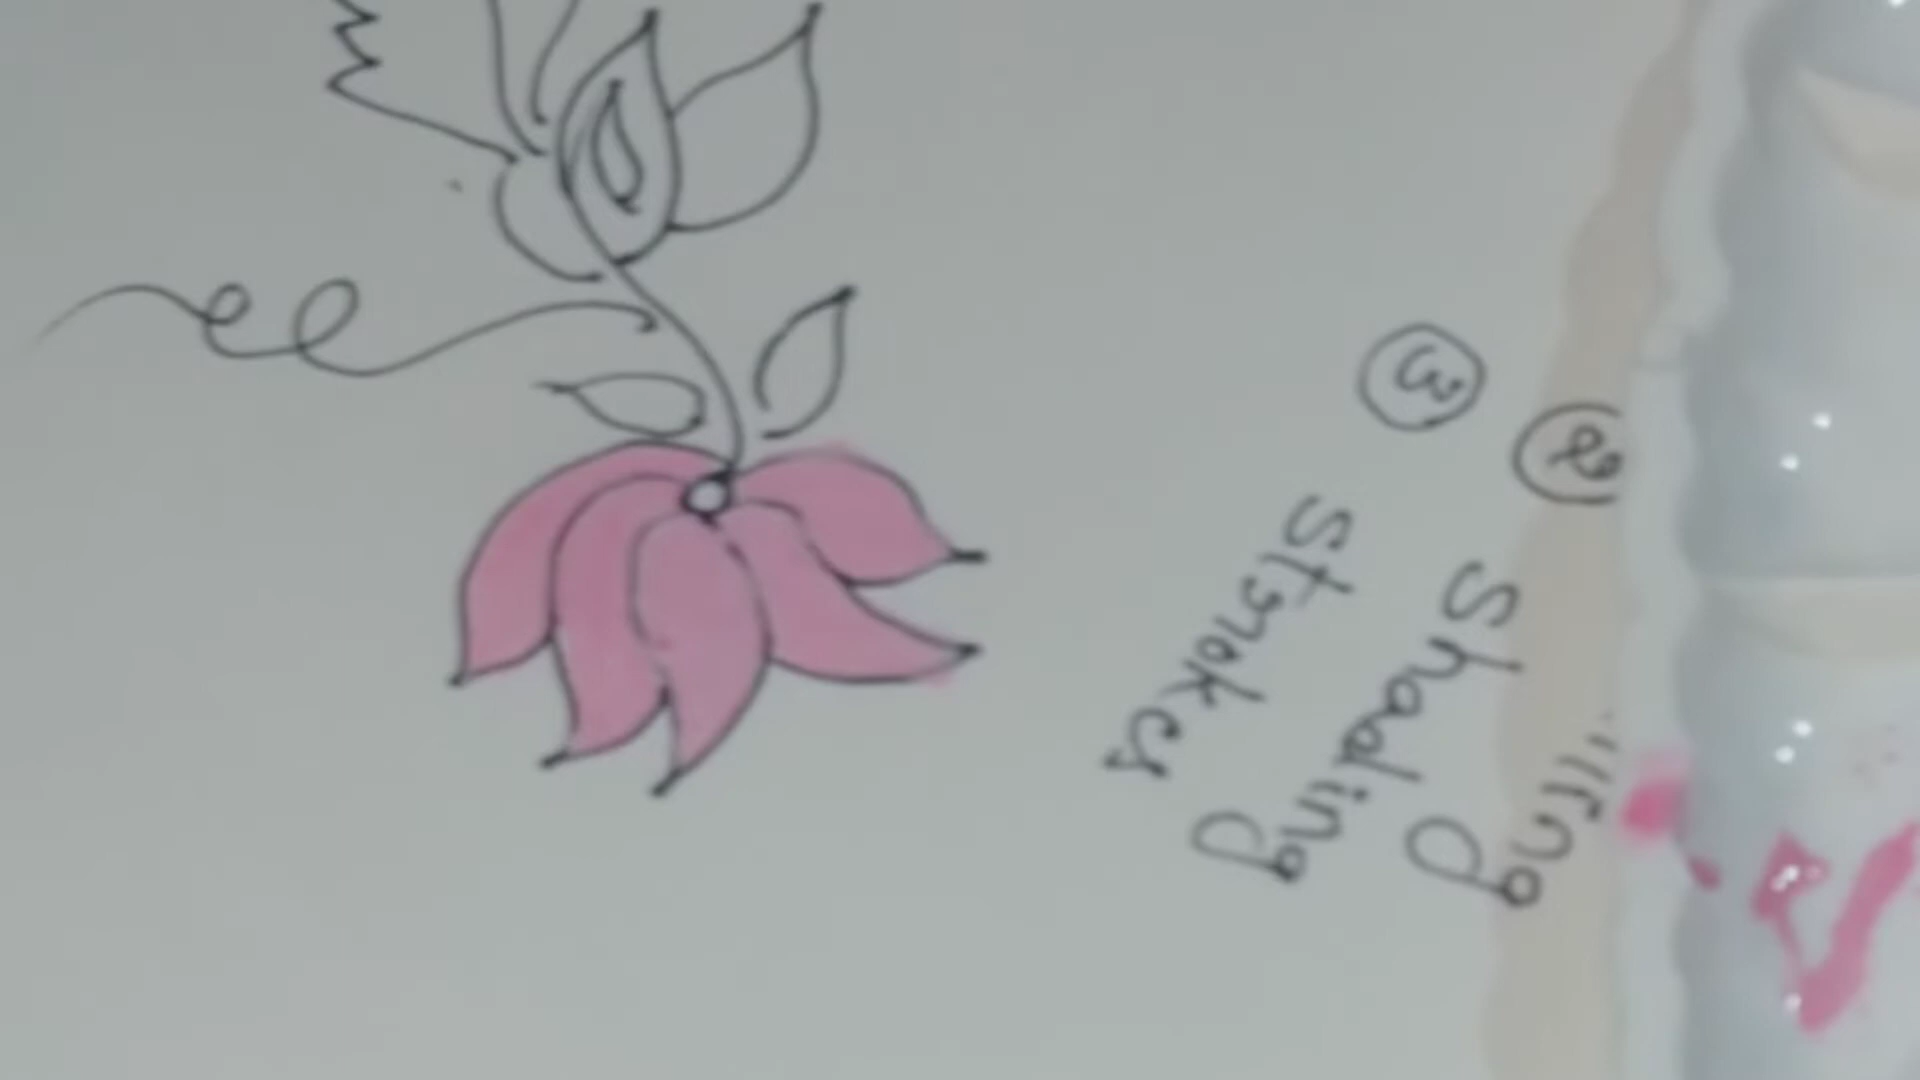 ② Shading
③ Strokes